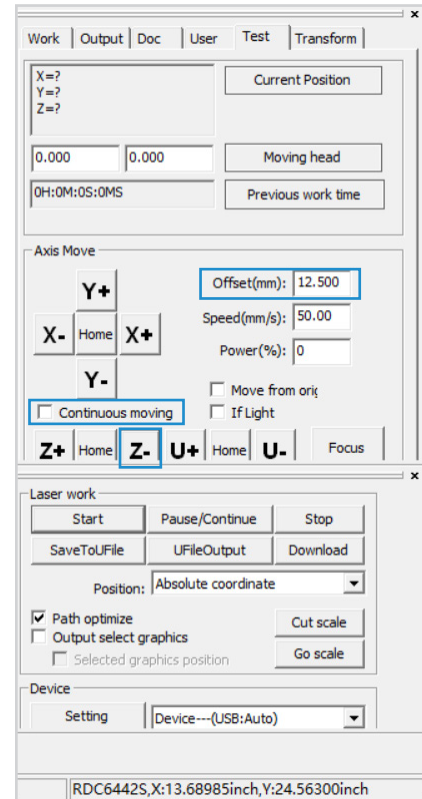 x
Work Output Doc User Test Transform
X=?
Y=?
Z=?
Current Position
0.000 0.000 Moving head
0H:0M:0S:0MS Previous work time
Axis Move
Offset(mm): 12.500
Y+
Speed(mm/s): 50.00
X- Home X+
Power(%): 0
Y-
Move from orig
Continuous moving If Light
Z+ Home Z- U+ Home U- Focus
x
Laser work
Start Pause/Continue Stop
SaveToUFile UFileOutput Download
Position: Absolute coordinate
Path optimize
Cut scale
Output select graphics
Selected graphics position Go scale
Device
Setting Device---(USB:Auto)
RDC6442S,X:13.68985inch,Y:24.56300inch